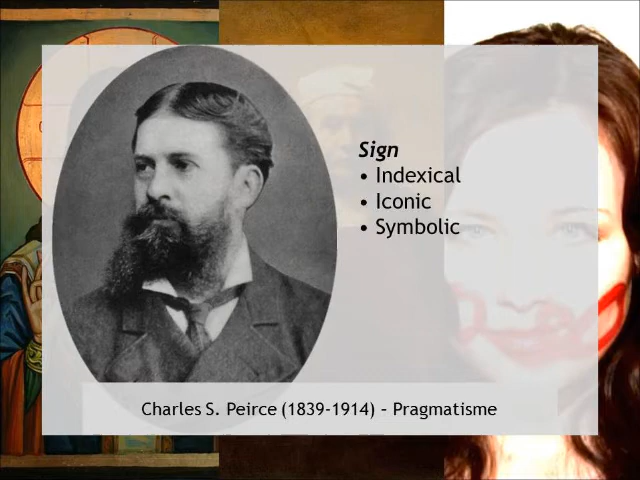 Sign
• Indexical
• Iconic
• Symbolic
Charles S. Peirce (1839-1914) – Pragmatisme